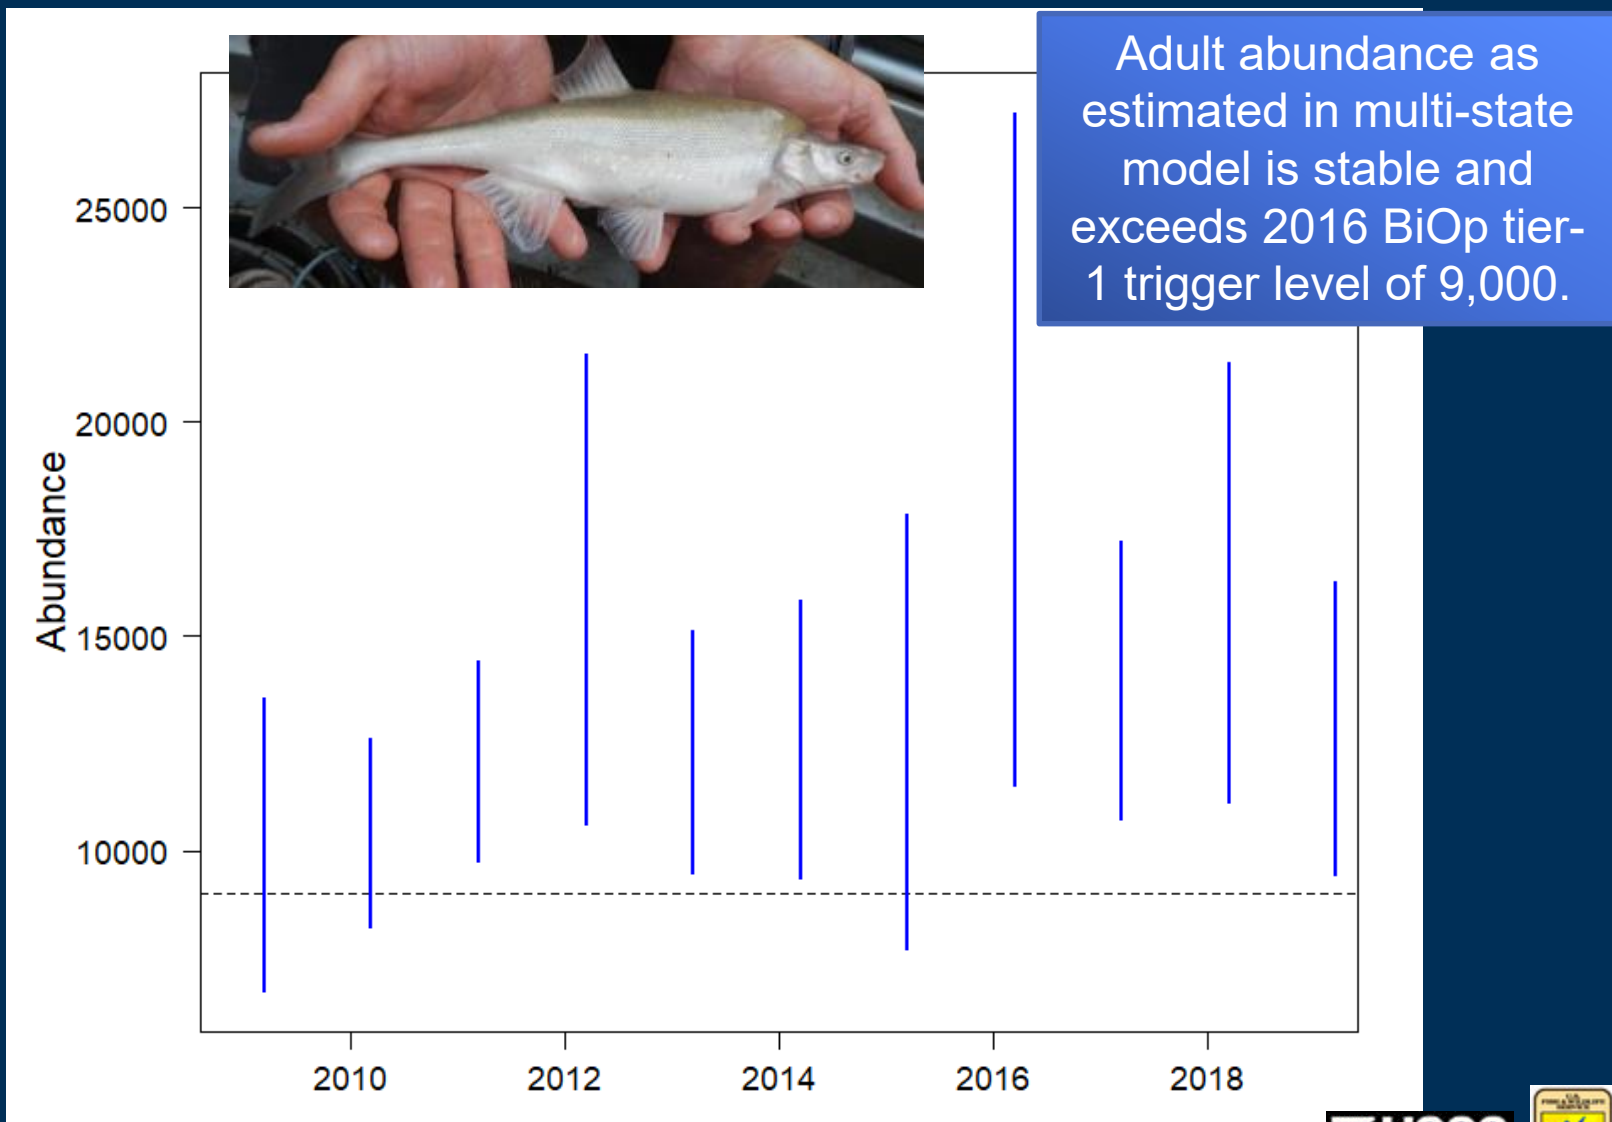 Adult abundance as
estimated in multi-state
model is stable and
exceeds 2016 BiOp tier-
1 trigger level of 9,000.
25000
20000
15000
10000
Abundance
2010
2012
2014
2016
2018